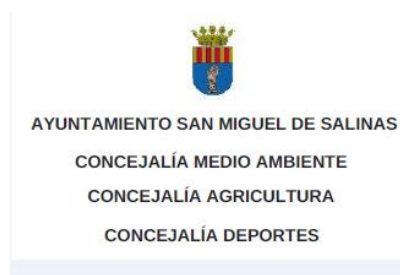 AYUNTAMIENTO SAN MIGUEL DE SALINAS
CONCEJALÍA MEDIO AMBIENTE
CONCEJALÍA AGRICULTURA
CONCEJALÍA DEPORTES